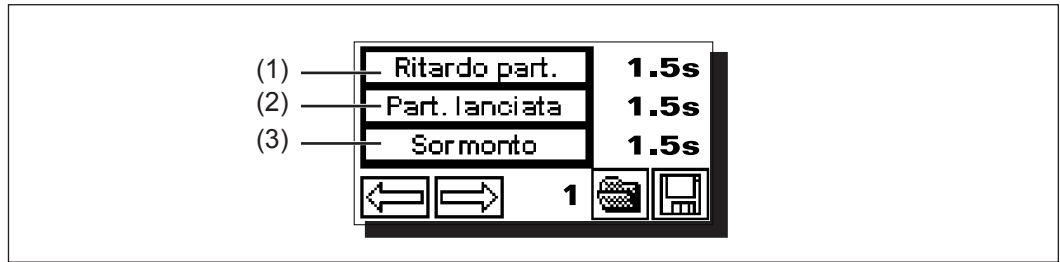 (1) Ritardo part. 1.5s
(2) Part. lanciata 1.5s
(3) Sormonto 1.5s
1